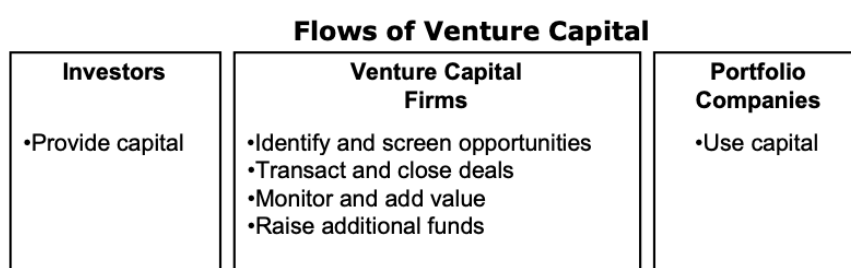 Flows of Venture Capital
Investors
•Provide capital
Venture Capital
Firms
•Identify and screen opportunities
•Transact and close deals
•Monitor and add value
•Raise additional funds
Portfolio
Companies
•Use capital